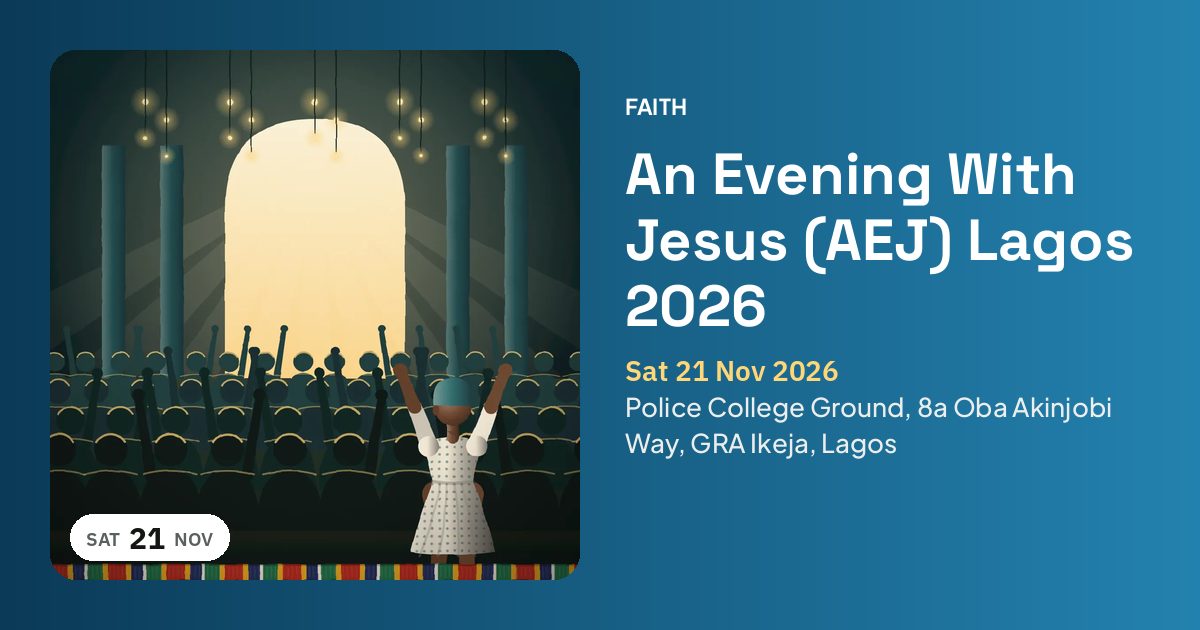 FAITH
An Evening With
Jesus (AEJ) Lagos
2026
Sat 21 Nov 2026
Police College Ground, 8a Oba Akinjobi
Way, GRA Ikeja, Lagos
SAT 21 NOV